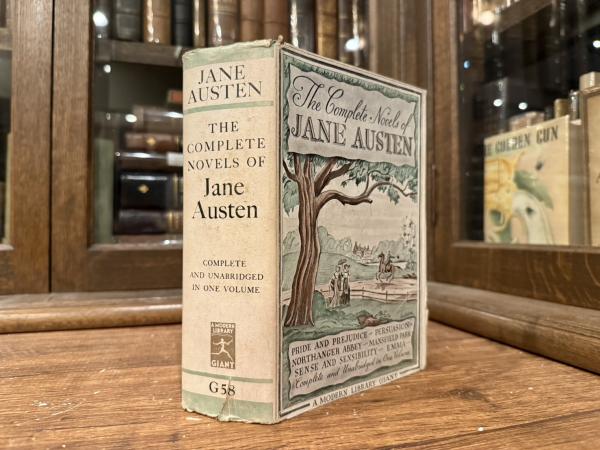 JANE
AUSTEN
THE
COMPLETE
NOVELS OF
Jane
Austen
COMPLETE
AND UNABRIDGED
IN ONE VOLUME
A MODERN
LIBRARY
GIANT
G58
The Complete Novels of
JANE AUSTEN
PRIDE AND PREJUDICE — PERSUASION
NORTHANGER ABBEY — MANSFIELD PARK
SENSE AND SENSIBILITY — EMMA
Complete and Unabridged in One Volume
A MODERN LIBRARY GIANT
GUN